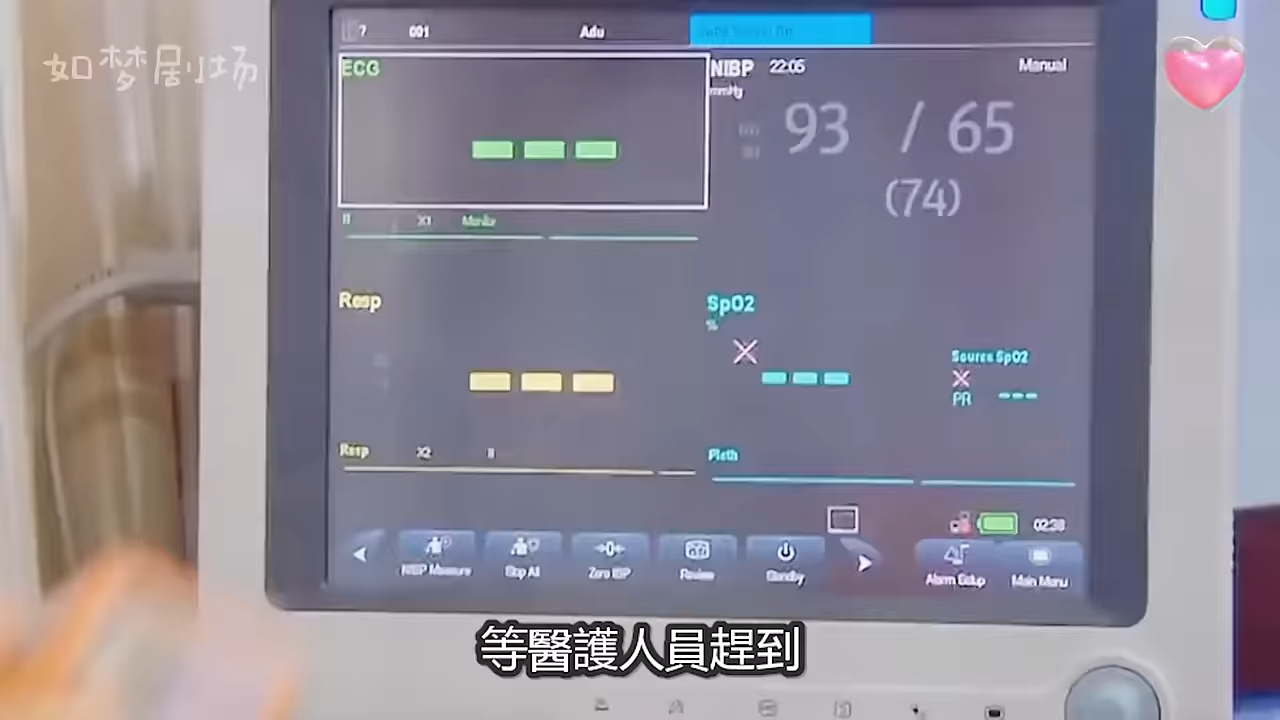 如梦剧场
? 001 Adu
ECG
NIBP 22:05 Manual
mmHg
93 / 65
(74)
II X1 Monitor
Resp
SpO2
%
Source SpO2
PR
Resp X2 II
Pleth
02:38
NIBP Measure Stop All Zero IBP Review Standby Alarm Setup Main Menu
等醫護人員趕到